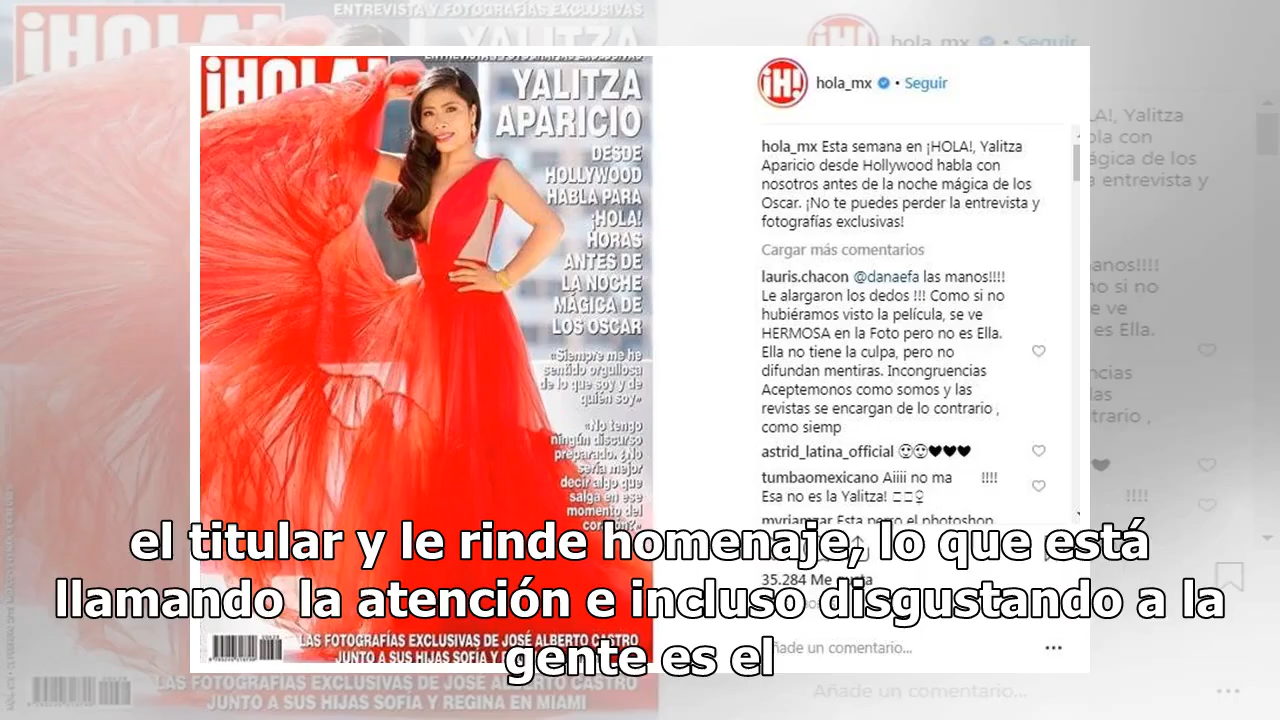 ENTREVISTA Y FOTOGRAFÍAS EXCLUSIVAS
¡HOLA!
YALITZA
APARICIO
DESDE
HOLLYWOOD
HABLA PARA
¡HOLA!
HORAS
ANTES DE
LA NOCHE
MÁGICA DE
LOS OSCAR
«Siempre me he
sentido orgullosa
de lo que soy y de
quién soy»
«No tengo
ningún discurso
preparado. ¿No
sería mejor
decir algo que
salga en ese
momento del
corazón?»
LAS FOTOGRAFÍAS EXCLUSIVAS DE JOSÉ ALBERTO CASTRO
JUNTO A SUS HIJAS SOFÍA Y REGINA EN MIAMI
¡H!
hola_mx • Seguir
hola_mx Esta semana en ¡HOLA!, Yalitza
Aparicio desde Hollywood habla con
nosotros antes de la noche mágica de los
Oscar. ¡No te puedes perder la entrevista y
fotografías exclusivas!
Cargar más comentarios
lauris.chacon @danaefa las manos!!!!
Le alargaron los dedos !!! Como si no
hubiéramos visto la película, se ve
HERMOSA en la Foto pero no es Ella.
Ella no tiene la culpa, pero no
difundan mentiras. Incongruencias
Aceptemonos como somos y las
revistas se encargan de lo contrario ,
como siemp
astrid_latina_official ☺☺♥♥♥
tumbaomexicano Aiiii no ma !!!!
Esa no es la Yalitza! □□♀
myriamzar Esta perro el photoshop
35.284 Me gusta
Añade un comentario...
el titular y le rinde homenaje, lo que está
llamando la atención e incluso disgustando a la
gente es el